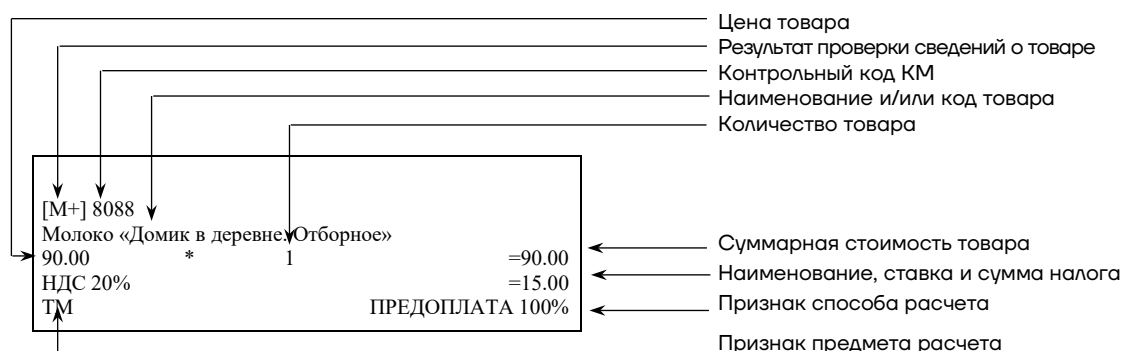 Цена товара
Результат проверки сведений о товаре
Контрольный код КМ
Наименование и/или код товара
Количество товара
[М+] 8088
Молоко «Домик в деревне. Отборное»
90.00 * 1 =90.00
Суммарная стоимость товара
НДС 20% =15.00
Наименование, ставка и сумма налога
ТМ ПРЕДОПЛАТА 100%
Признак способа расчета
Признак предмета расчета